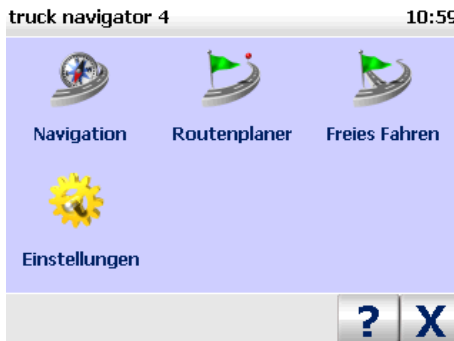 truck navigator 4 10:59
Navigation Routenplaner Freies Fahren
Einstellungen
? X